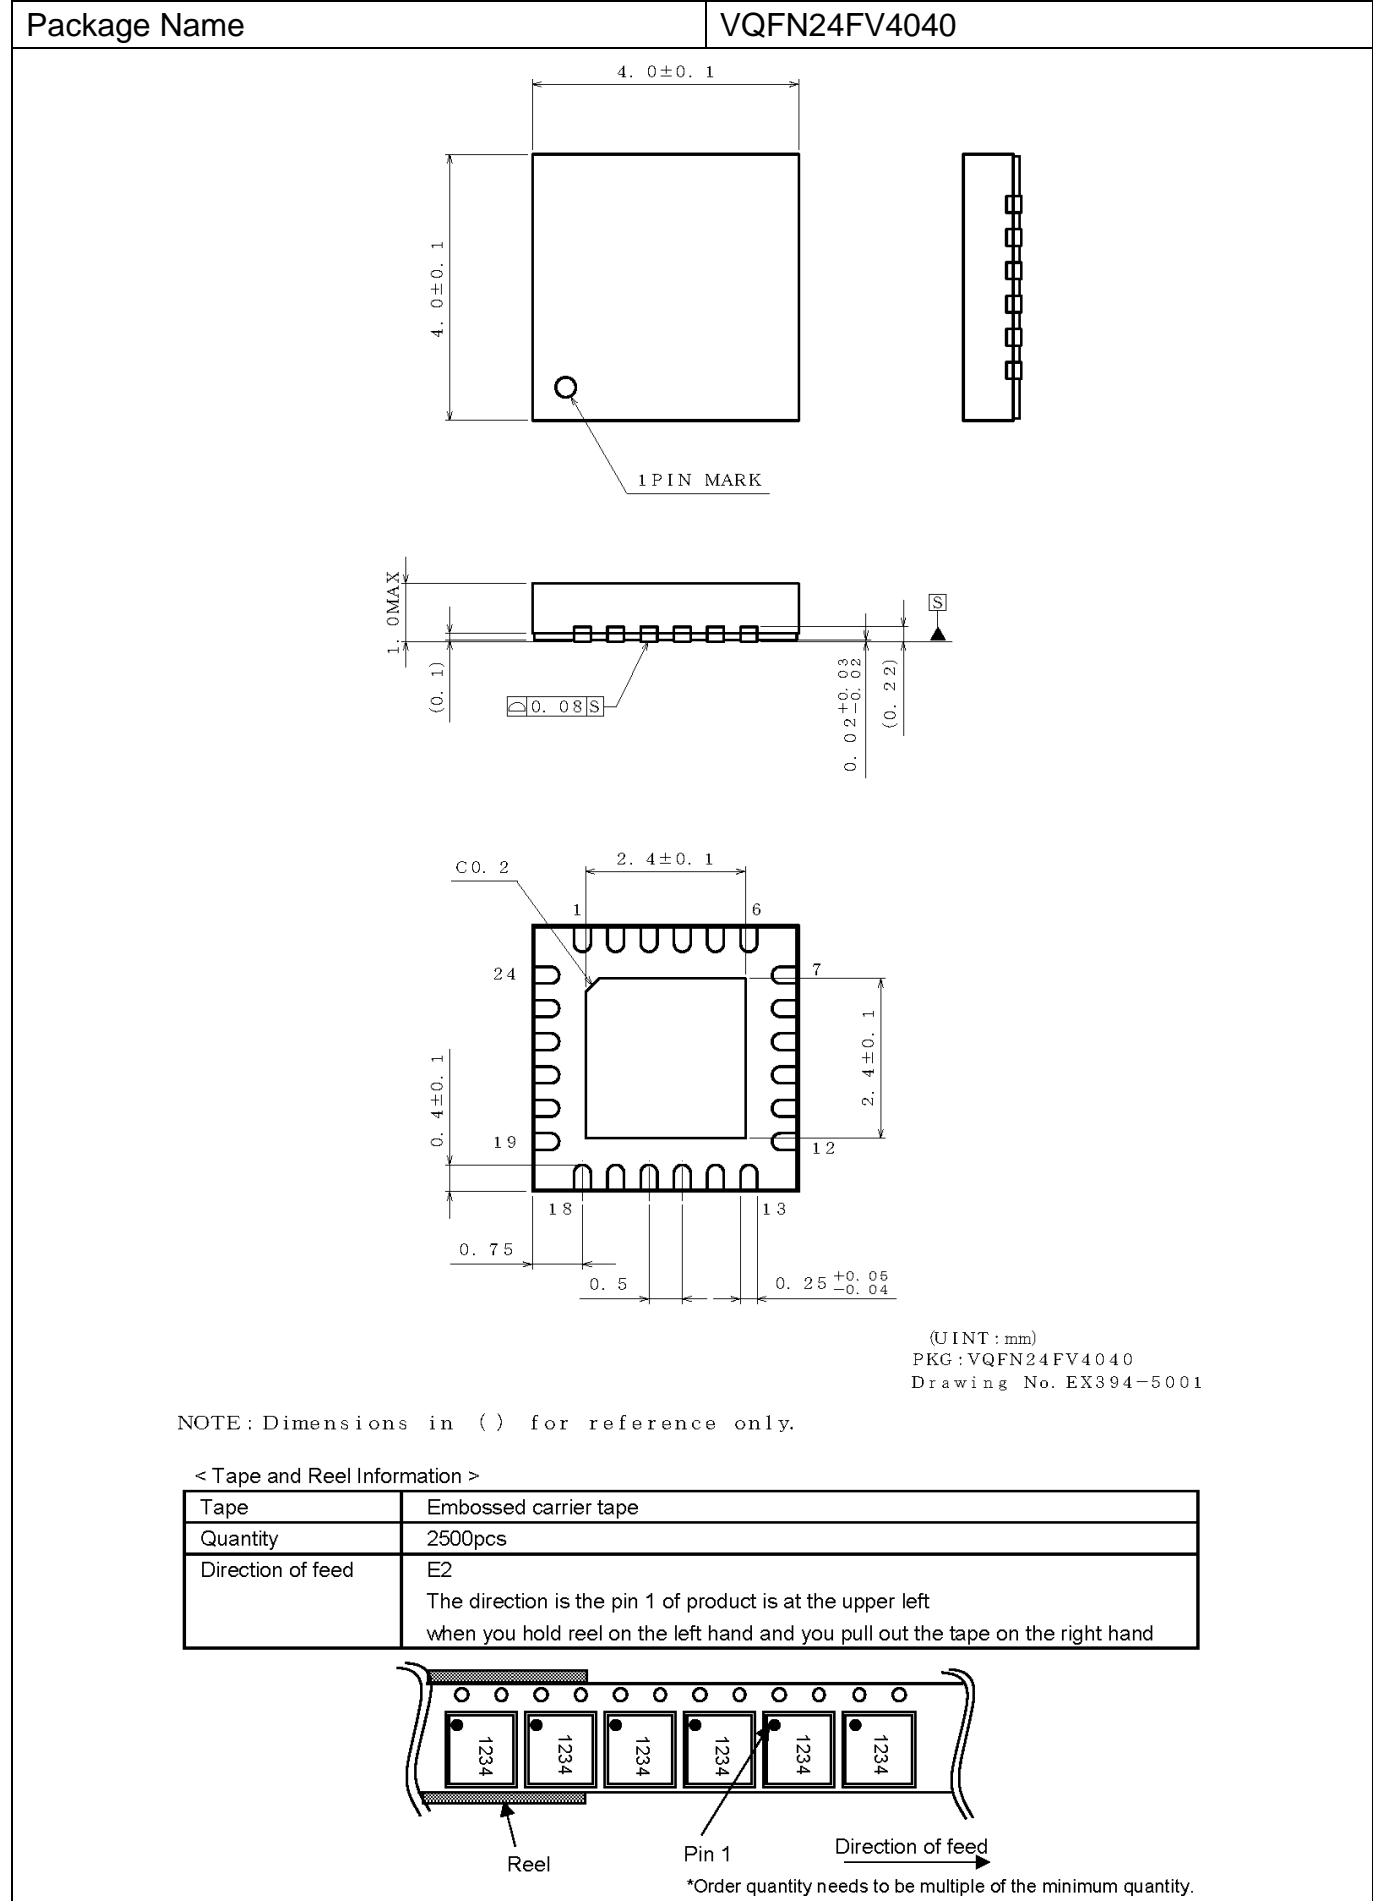 Package Name
VQFN24FV4040
4. 0±0. 1
4. 0±0. 1
1PIN MARK
1. 0MAX
(0. 1)
⌓ 0. 08 S
S
0. 02 +0. 03 -0. 02
(0. 22)
C0. 2
2. 4±0. 1
1
6
24
7
2. 4±0. 1
0. 4±0. 1
19
12
18
13
0. 75
0. 5
0. 25 +0. 05 -0. 04
(UINT : mm)
PKG : VQFN24FV4040
Drawing No. EX394-5001
NOTE : Dimensions in ( ) for reference only.
< Tape and Reel Information >
Tape
Embossed carrier tape
Quantity
2500pcs
Direction of feed
E2
The direction is the pin 1 of product is at the upper left
when you hold reel on the left hand and you pull out the tape on the right hand
1234
1234
1234
1234
1234
1234
Reel
Pin 1
Direction of feed
*Order quantity needs to be multiple of the minimum quantity.